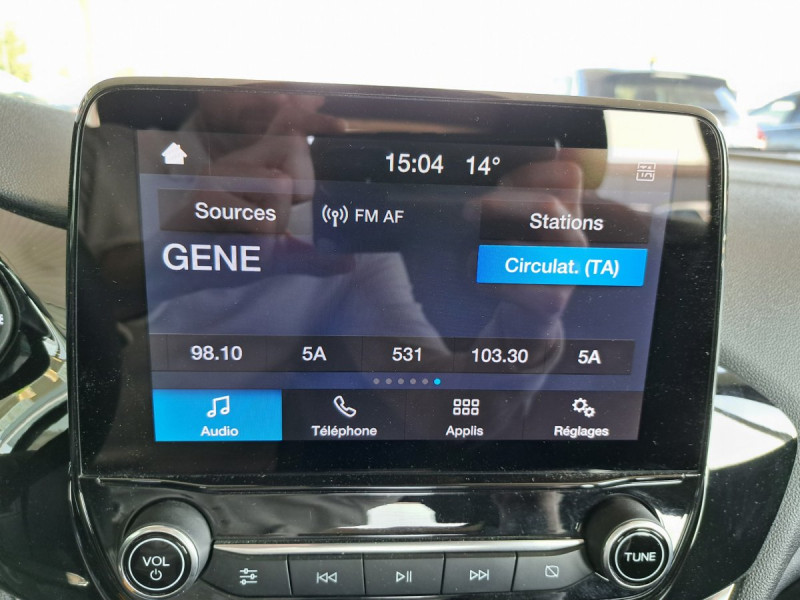 15:04 14°
TA
Sources FM AF Stations
GENE Circulat. (TA)
98.10 5A 531 103.30 5A
Audio Téléphone Applis Réglages
VOL TUNE